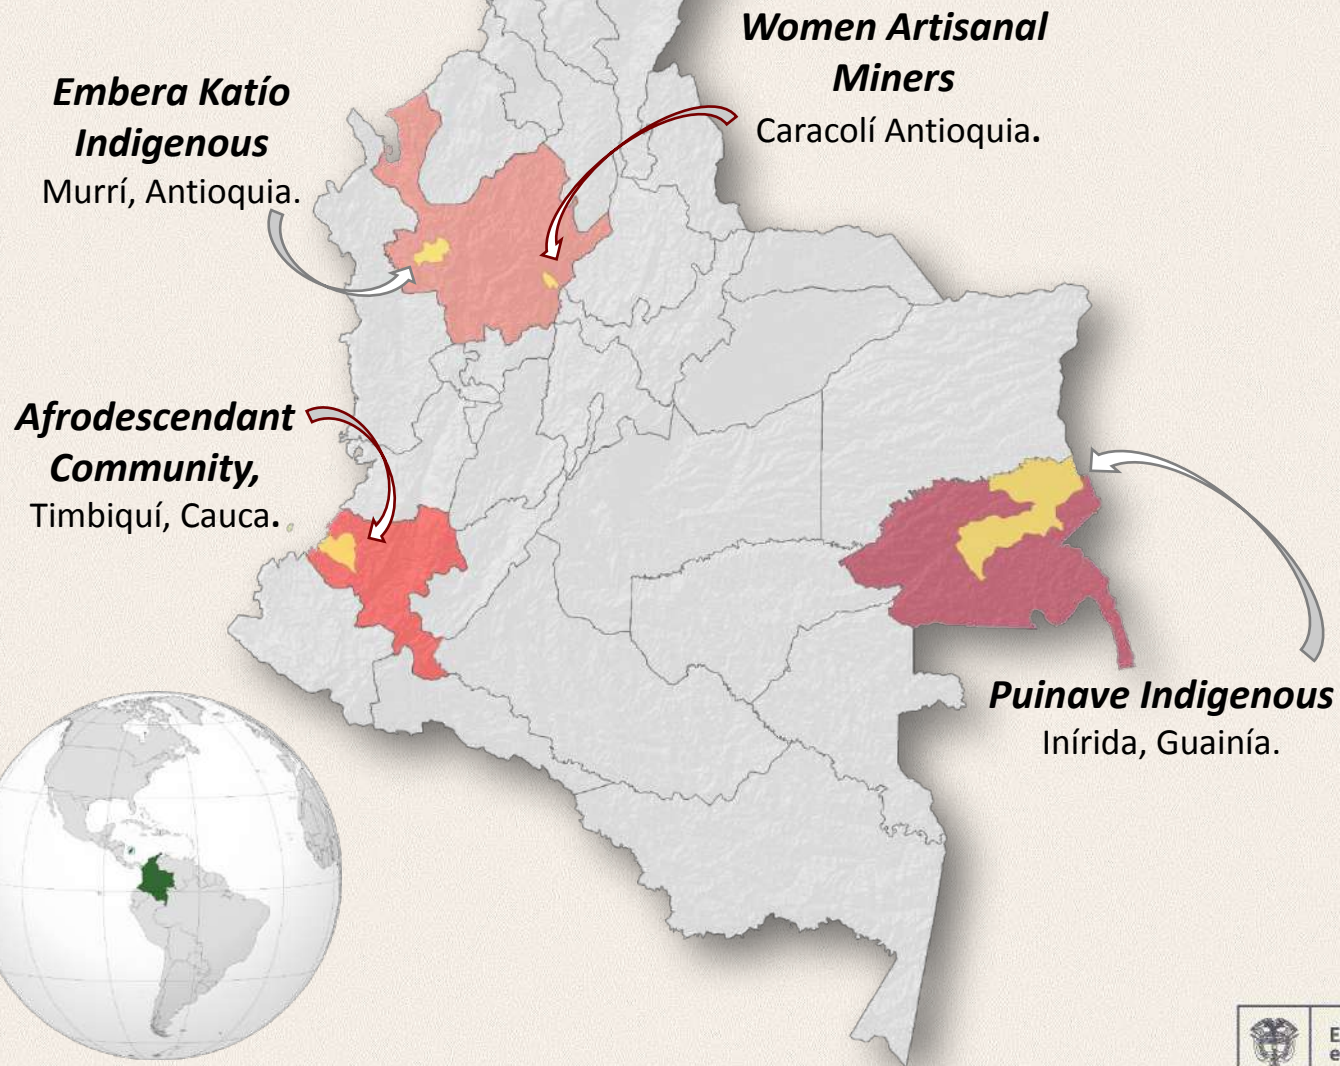 Women Artisanal
Miners
Caracolí Antioquia.
Embera Katío
Indigenous
Murrí, Antioquia.
Afrodescendant
Community,
Timbiquí, Cauca.
Puinave Indigenous
Inírida, Guainía.